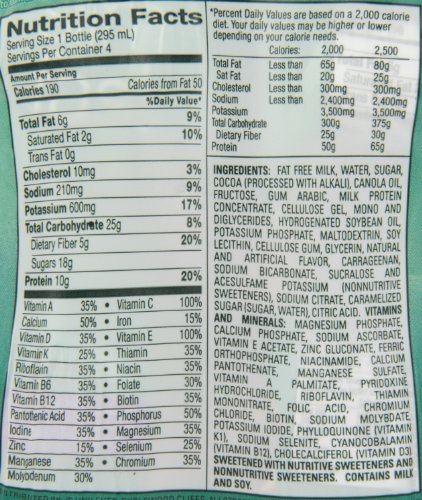 Nutrition Facts
Serving Size 1 Bottle (295 mL)
Servings Per Container 4
Amount Per Serving
Calories 190 Calories from Fat 50
%Daily Value*
Total Fat 6g 9%
Saturated Fat 2g 10%
Trans Fat 0g
Cholesterol 10mg 3%
Sodium 210mg 9%
Potassium 600mg 17%
Total Carbohydrate 25g 8%
Dietary Fiber 5g 20%
Sugars 18g
Protein 10g 20%
Vitamin A 35% • Vitamin C 100%
Calcium 50% • Iron 15%
Vitamin D 35% • Vitamin E 100%
Vitamin K 25% • Thiamin 35%
Riboflavin 35% • Niacin 35%
Vitamin B6 35% • Folate 30%
Vitamin B12 35% • Biotin 35%
Pantothenic Acid 35% • Phosphorus 50%
Iodine 35% • Magnesium 35%
Zinc 15% • Selenium 25%
Manganese 35% • Chromium 35%
Molybdenum 30%
*Percent Daily Values are based on a 2,000 calorie
diet. Your daily values may be higher or lower
depending on your calorie needs.
Calories: 2,000 2,500
Total Fat Less than 65g 80g
Sat Fat Less than 20g 25g
Cholesterol Less than 300mg 300mg
Sodium Less than 2,400mg 2,400mg
Potassium 3,500mg 3,500mg
Total Carbohydrate 300g 375g
Dietary Fiber 25g 30g
Protein 50g 65g
INGREDIENTS: FAT FREE MILK, WATER, SUGAR,
COCOA (PROCESSED WITH ALKALI), CANOLA OIL,
FRUCTOSE, GUM ARABIC, MILK PROTEIN
CONCENTRATE, CELLULOSE GEL, MONO AND
DIGLYCERIDES, HYDROGENATED SOYBEAN OIL,
POTASSIUM PHOSPHATE, MALTODEXTRIN, SOY
LECITHIN, CELLULOSE GUM, GLYCERIN, NATURAL
AND ARTIFICIAL FLAVOR, CARRAGEENAN,
SODIUM BICARBONATE, SUCRALOSE AND
ACESULFAME POTASSIUM (NONNUTRITIVE
SWEETENERS), SODIUM CITRATE, CARAMELIZED
SUGAR (SUGAR, WATER), CITRIC ACID. VITAMINS
AND MINERALS: MAGNESIUM PHOSPHATE,
CALCIUM PHOSPHATE, SODIUM ASCORBATE,
VITAMIN E ACETATE, ZINC GLUCONATE, FERRIC
ORTHOPHOSPHATE, NIACINAMIDE, CALCIUM
PANTOTHENATE, MANGANESE SULFATE,
VITAMIN A PALMITATE, PYRIDOXINE
HYDROCHLORIDE, RIBOFLAVIN, THIAMIN
MONONITRATE, FOLIC ACID, CHROMIUM
CHLORIDE, BIOTIN, SODIUM MOLYBDATE,
POTASSIUM IODIDE, PHYLLOQUINONE (VITAMIN
K1), SODIUM SELENITE, CYANOCOBALAMIN
(VITAMIN B12), CHOLECALCIFEROL (VITAMIN D3).
SWEETENED WITH NUTRITIVE SWEETENERS AND
NONNUTRITIVE SWEETENERS. CONTAINS MILK
AND SOY.